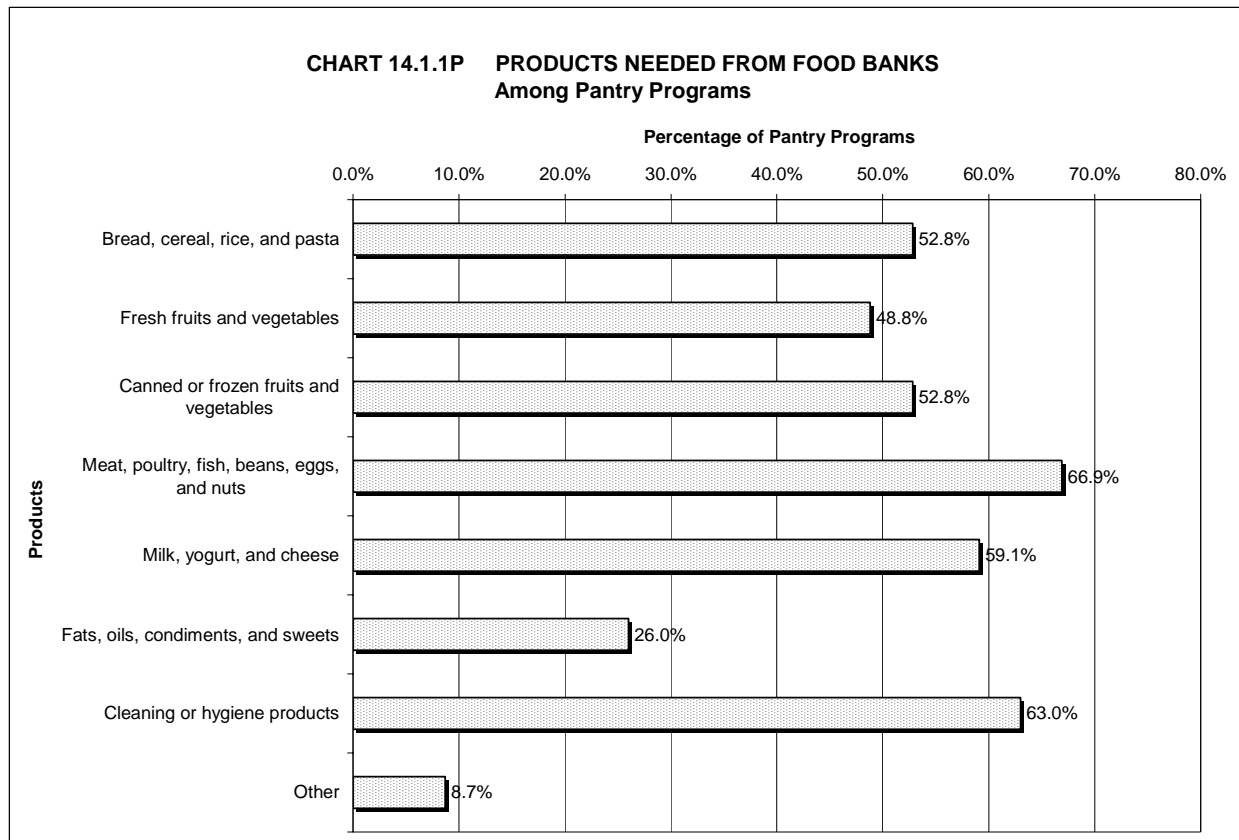 CHART 14.1.1P PRODUCTS NEEDED FROM FOOD BANKS
Among Pantry Programs
Percentage of Pantry Programs
0.0% 10.0% 20.0% 30.0% 40.0% 50.0% 60.0% 70.0% 80.0%
Products
Bread, cereal, rice, and pasta 52.8%
Fresh fruits and vegetables 48.8%
Canned or frozen fruits and
vegetables 52.8%
Meat, poultry, fish, beans, eggs,
and nuts 66.9%
Milk, yogurt, and cheese 59.1%
Fats, oils, condiments, and sweets 26.0%
Cleaning or hygiene products 63.0%
Other 8.7%